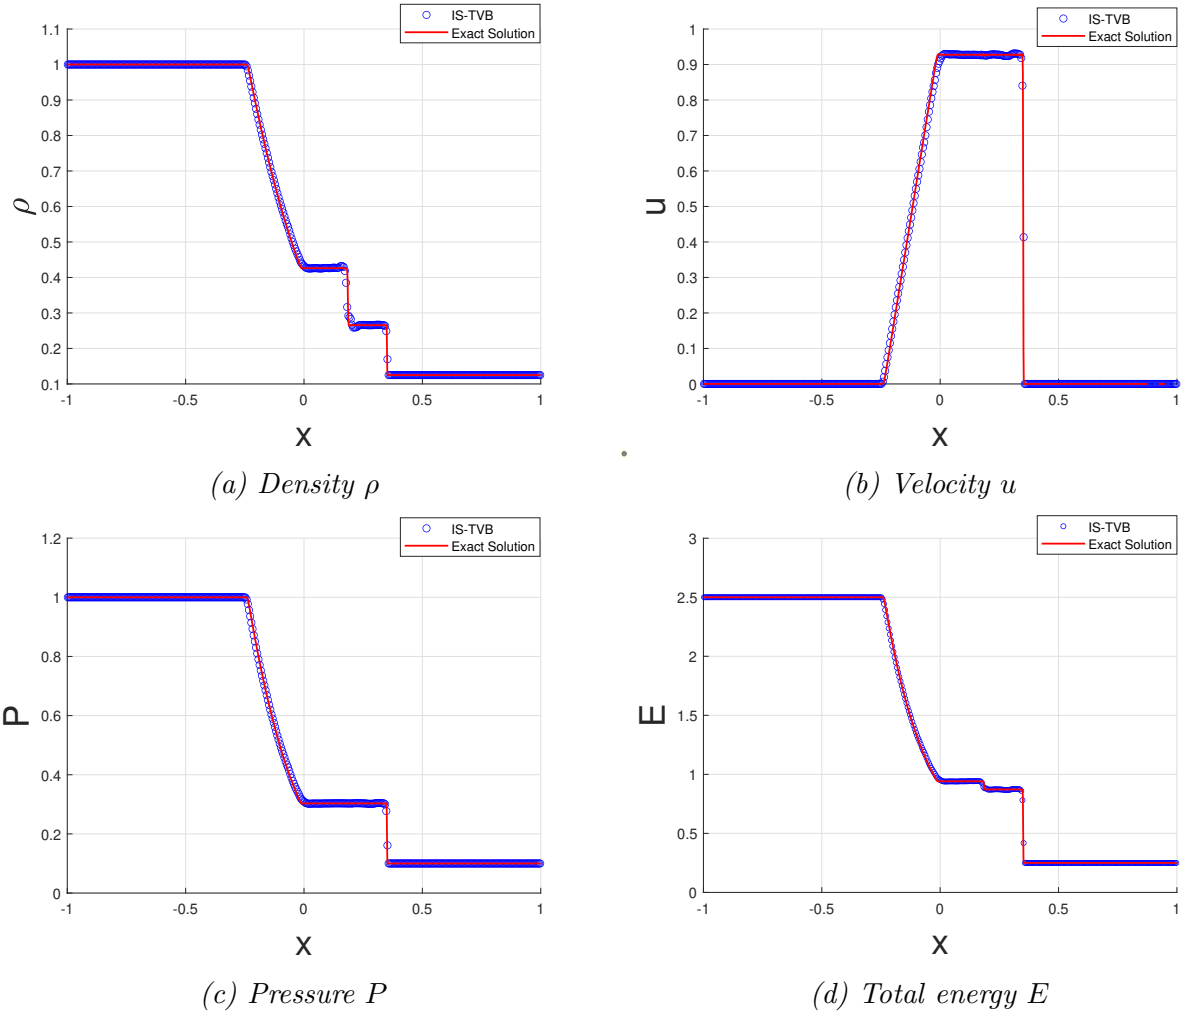 IS-TVB
Exact Solution
1.1
1
0.9
0.8
0.7
0.6
0.5
0.4
0.3
0.2
0.1
-1 -0.5 0 0.5 1
ρ
x
(a) Density ρ
IS-TVB
Exact Solution
1
0.9
0.8
0.7
0.6
0.5
0.4
0.3
0.2
0.1
0
-1 -0.5 0 0.5 1
u
x
(b) Velocity u
IS-TVB
Exact Solution
1.2
1
0.8
0.6
0.4
0.2
0
-1 -0.5 0 0.5 1
P
x
(c) Pressure P
IS-TVB
Exact Solution
3
2.5
2
1.5
1
0.5
0
-1 -0.5 0 0.5 1
E
x
(d) Total energy E